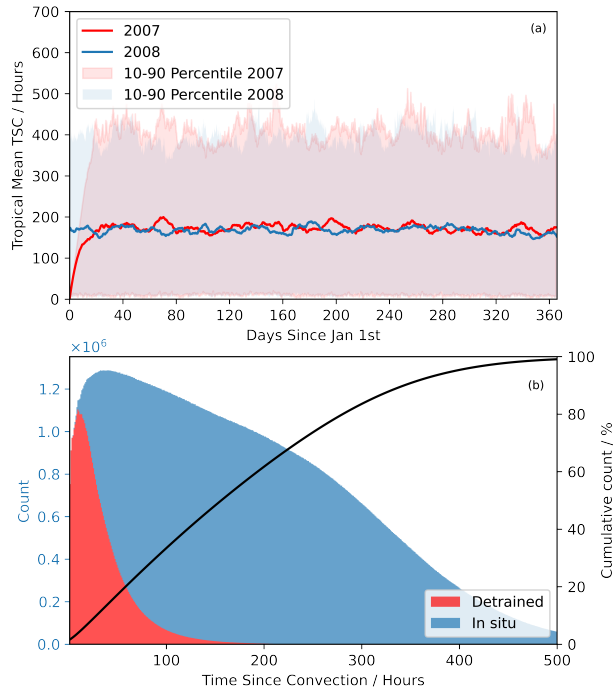 700
600
500
400
300
200
100
0
Tropical Mean TSC / Hours
(a)
2007
2008
10-90 Percentile 2007
10-90 Percentile 2008
0 40 80 120 160 200 240 280 320 360
Days Since Jan 1st
×10⁶
1.2
1.0
0.8
0.6
0.4
0.2
0.0
Count
(b)
100
80
60
40
20
0
Cumulative count / %
Detrained
In situ
100 200 300 400 500
Time Since Convection / Hours